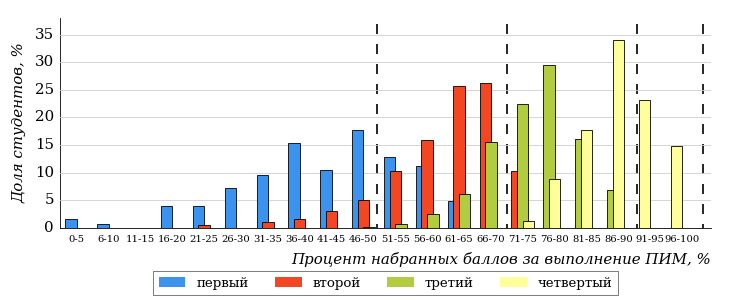 Доля студентов, %
35
30
25
20
15
10
5
0
0-5 6-10 11-15 16-20 21-25 26-30 31-35 36-40 41-45 46-50 51-55 56-60 61-65 66-70 71-75 76-80 81-85 86-90 91-95 96-100
Процент набранных баллов за выполнение ПИМ, %
первый второй третий четвертый